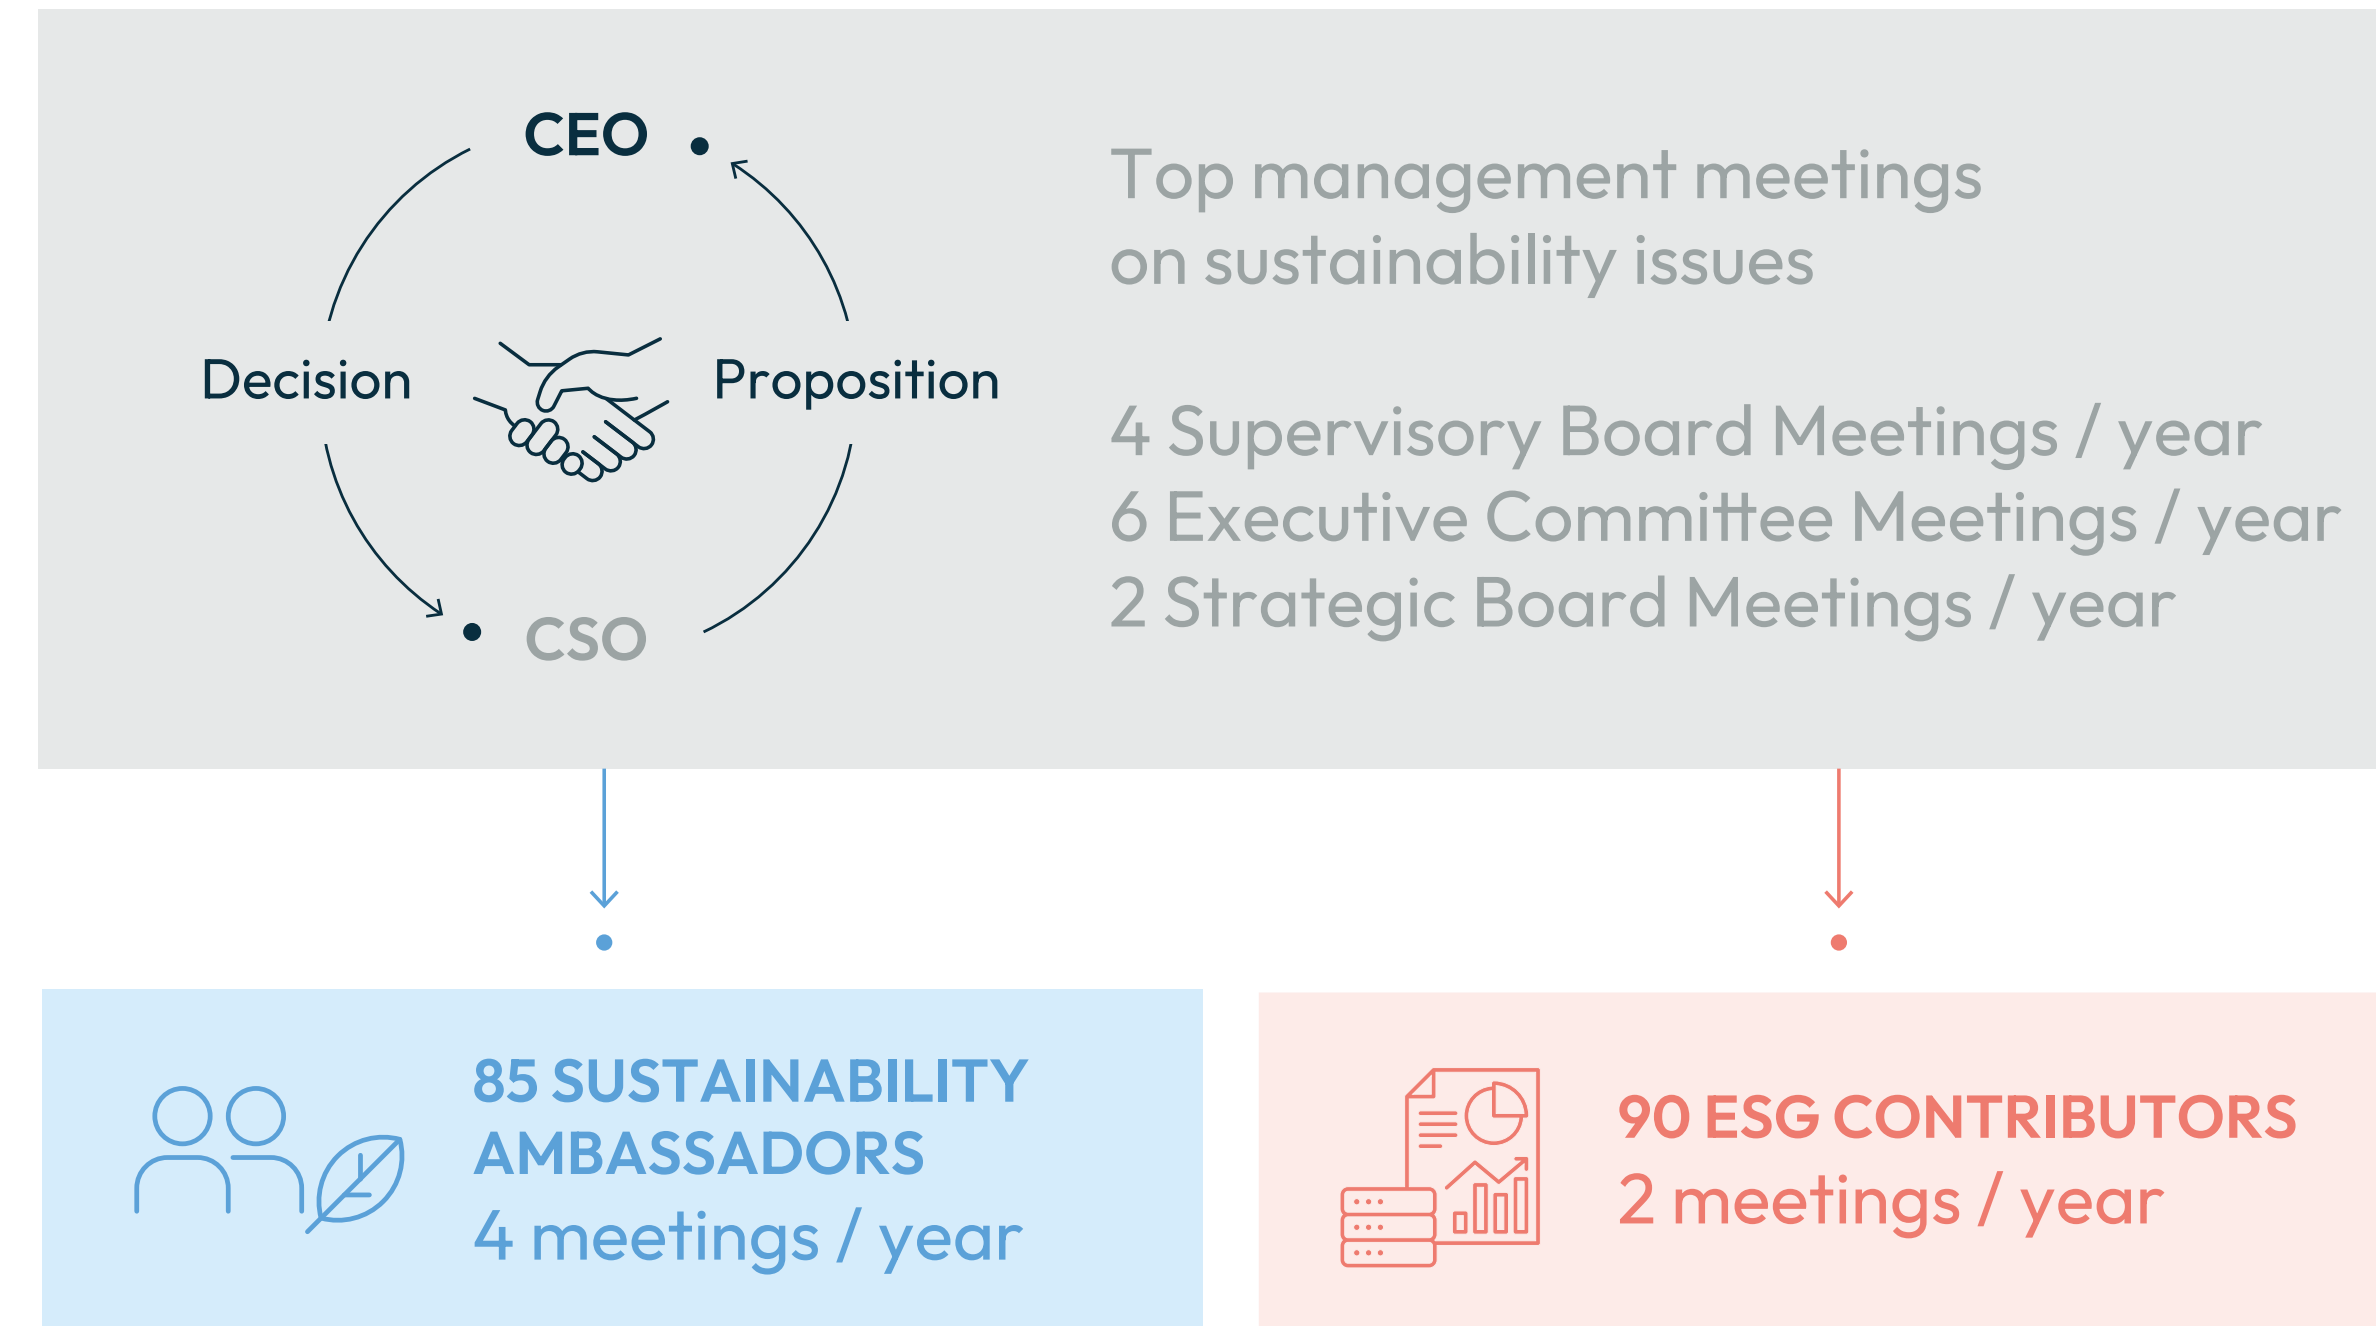 CEO
Decision
Proposition
CSO
Top management meetings
on sustainability issues
4 Supervisory Board Meetings / year
6 Executive Committee Meetings / year
2 Strategic Board Meetings / year
85 SUSTAINABILITY
AMBASSADORS
4 meetings / year
90 ESG CONTRIBUTORS
2 meetings / year